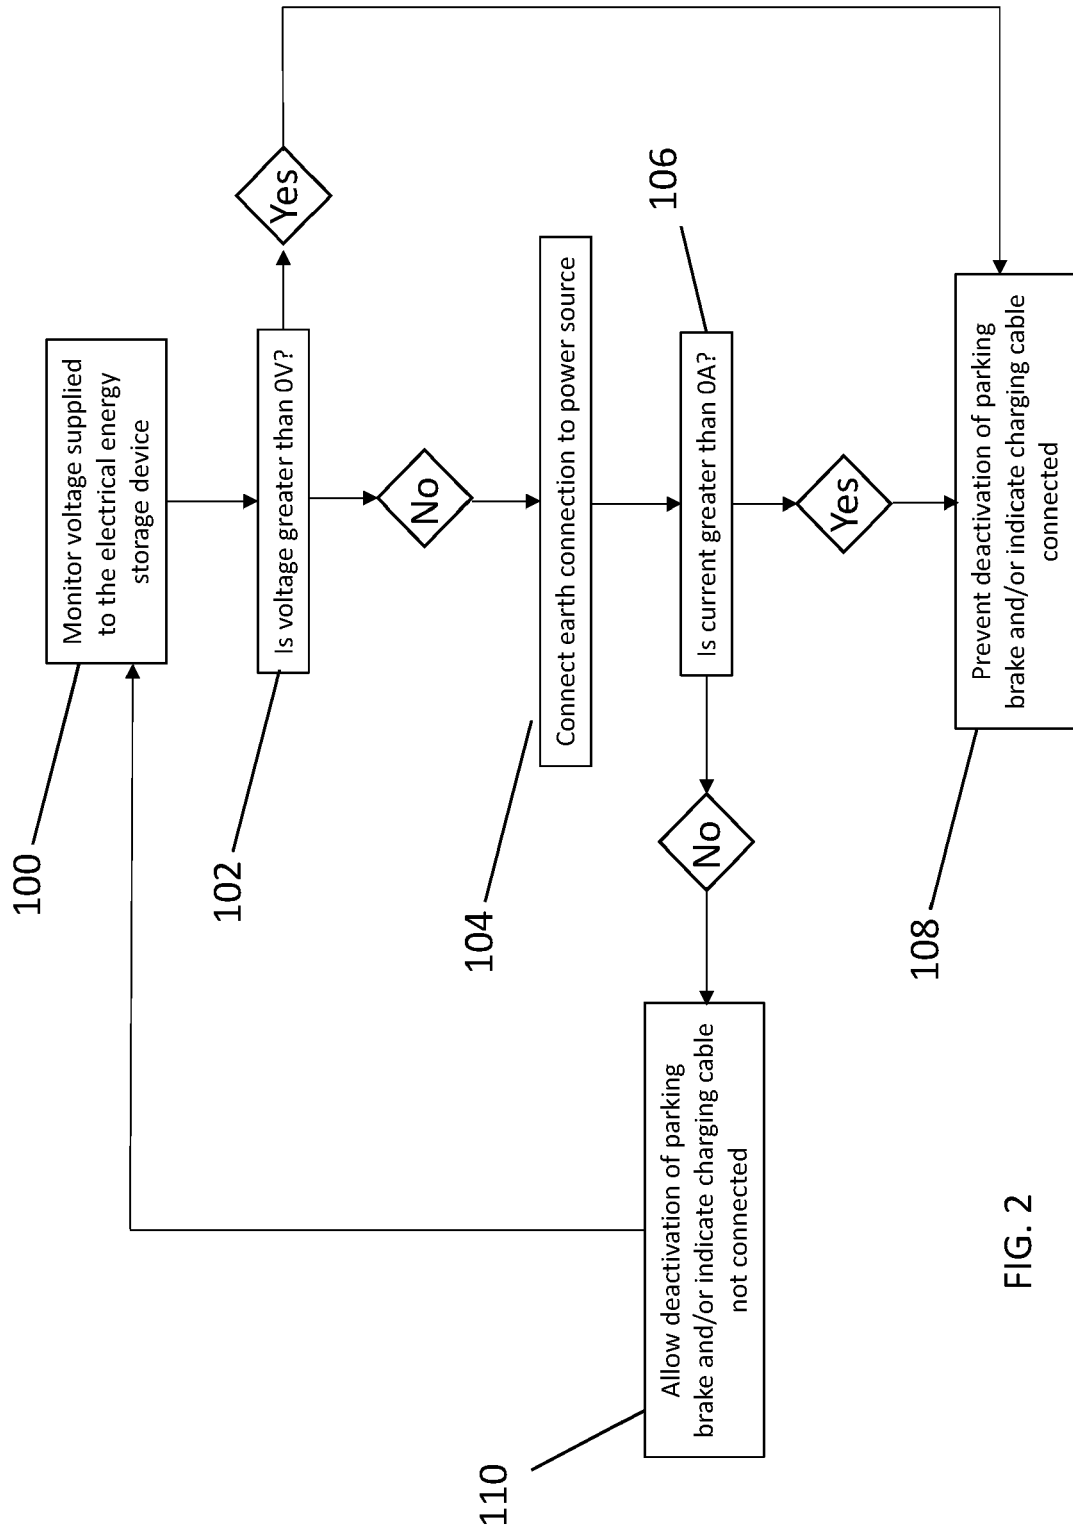 100
Monitor voltage supplied
to the electrical energy
storage device
102
Is voltage greater than 0V?
Yes
No
104
Connect earth connection to power source
106
Is current greater than 0A?
No
Yes
110
Allow deactivation of parking
brake and/or indicate charging cable
not connected
108
Prevent deactivation of parking
brake and/or indicate charging cable
connected
FIG. 2